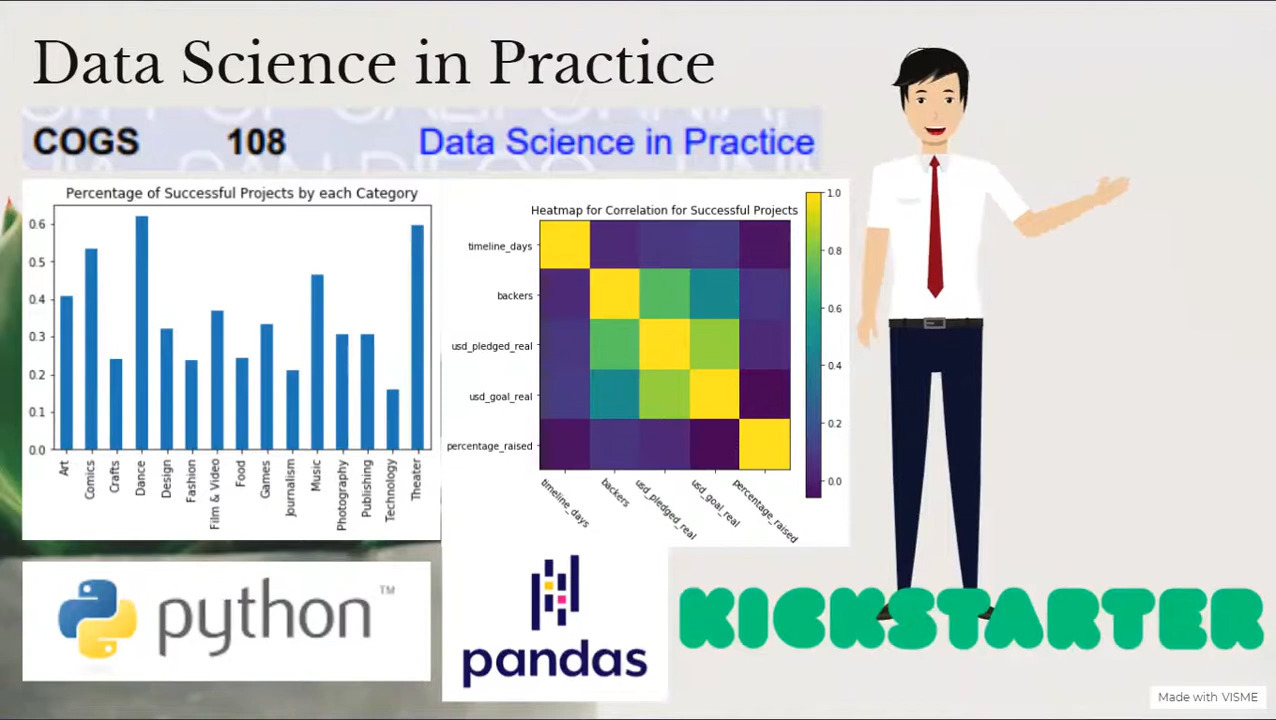 Data Science in Practice
COGS 108 Data Science in Practice
Percentage of Successful Projects by each Category
0.6
0.5
0.4
0.3
0.2
0.1
0.0
Art
Comics
Crafts
Dance
Design
Fashion
Film & Video
Food
Games
Journalism
Music
Photography
Publishing
Technology
Theater
Heatmap for Correlation for Successful Projects
timeline_days
backers
usd_pledged_real
usd_goal_real
percentage_raised
timeline_days
backers
usd_pledged_real
usd_goal_real
percentage_raised
1.0
0.8
0.6
0.4
0.2
0.0
python™
pandas
KICKSTARTER
Made with VISME